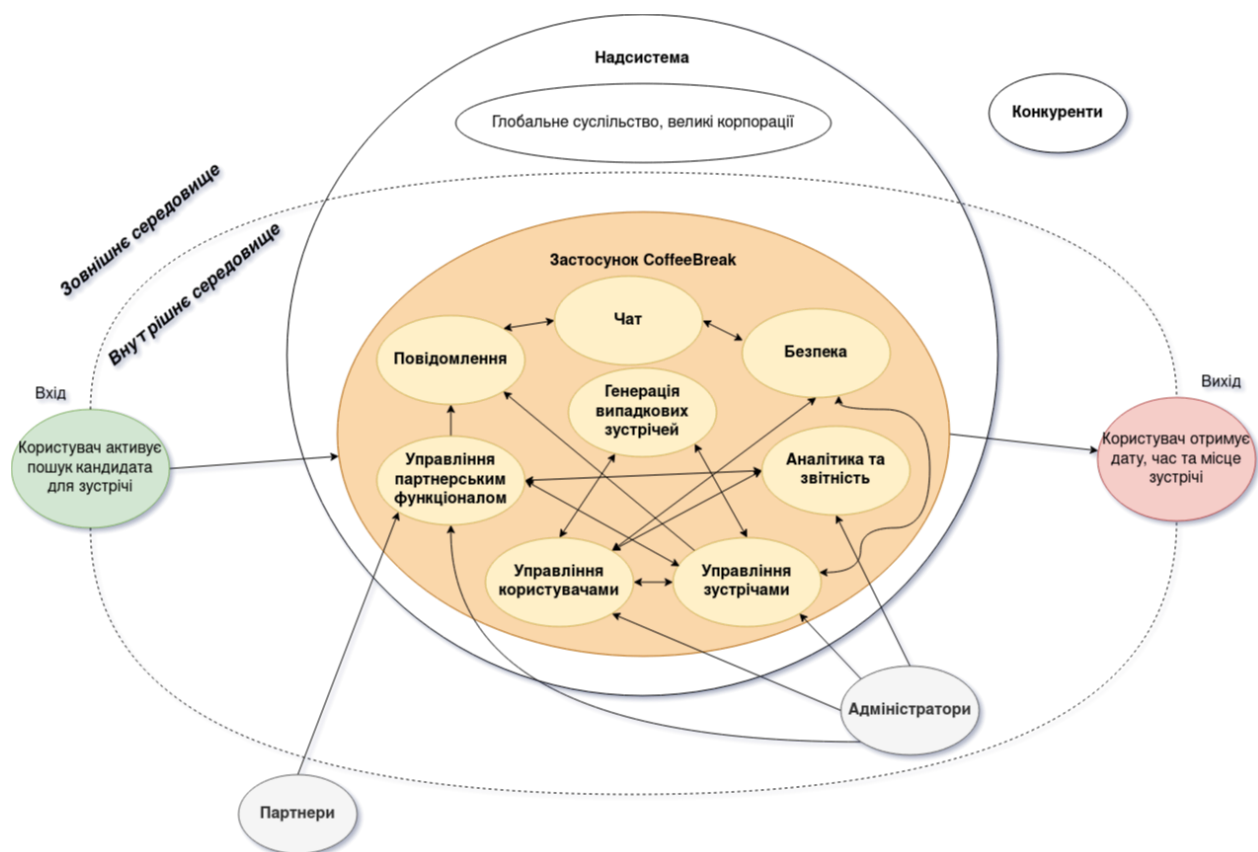 Надсистема
Глобальне суслільство, великі корпорації
Конкуренти
Зовнішнє середовище
Внутрішнє середовище
Застосунок CoffeeBreak
Чат
Повідомлення
Безпека
Генерація
випадкових
зустрічей
Вхід
Користувач активує
пошук кандидата
для зустрічі
Управління
партнерським
функціоналом
Аналітика та
звітність
Вихід
Користувач отримує
дату, час та місце
зустрічі
Управління
користувачами
Управління
зустрічами
Адміністратори
Партнери